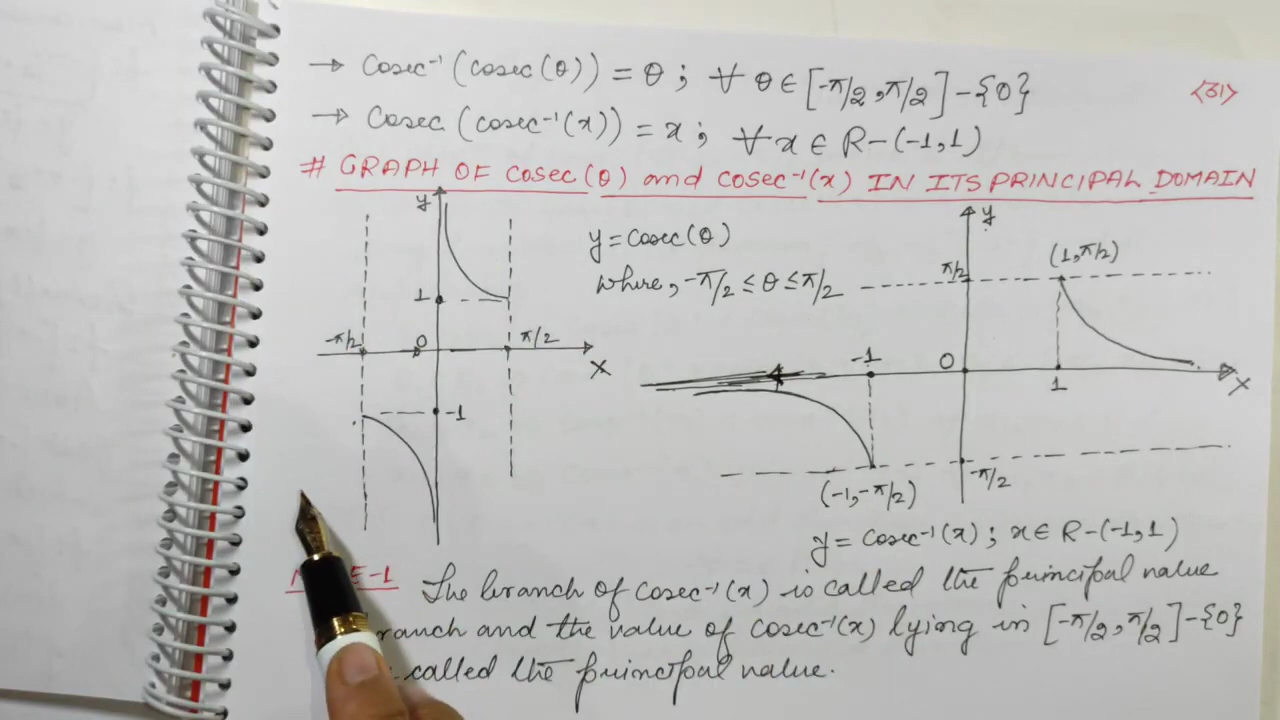 → Cosec⁻¹(cosec(θ)) = θ ; ∀ θ ∈ [-π/2, π/2] - {0}
<31>
→ Cosec (cosec⁻¹(x)) = x ; ∀ x ∈ R - (-1, 1)
# GRAPH OF cosec(θ) and cosec⁻¹(x) IN ITS PRINCIPAL DOMAIN
y
1
-π/2
0
π/2
X
-1
y = cosec(θ)
where, -π/2 ≤ θ ≤ π/2
y
π/2
(1, π/2)
-1
0
1
X
(-1, -π/2)
-π/2
y = cosec⁻¹(x) ; x ∈ R - (-1, 1)
E-1 The branch of cosec⁻¹(x) is called the principal value
ranch and the value of cosec⁻¹(x) lying in [-π/2, π/2] - {0}
called the principal value.